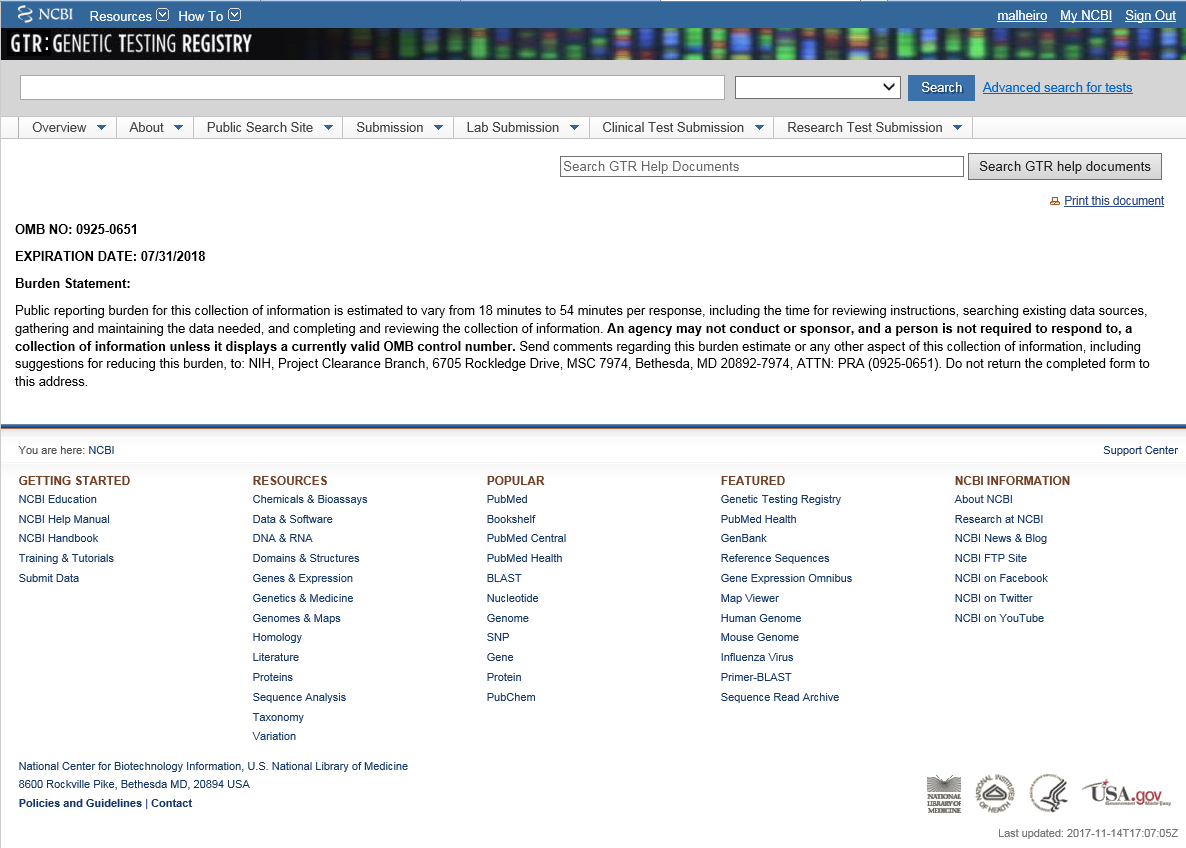 NCBI Resources How To malheiro My NCBI Sign Out
GTR: GENETIC TESTING REGISTRY
Search Advanced search for tests
Overview About Public Search Site Submission Lab Submission Clinical Test Submission Research Test Submission
Search GTR Help Documents Search GTR help documents
Print this document
OMB NO: 0925-0651
EXPIRATION DATE: 07/31/2018
Burden Statement:
Public reporting burden for this collection of information is estimated to vary from 18 minutes to 54 minutes per response, including the time for reviewing instructions, searching existing data sources,
gathering and maintaining the data needed, and completing and reviewing the collection of information. An agency may not conduct or sponsor, and a person is not required to respond to, a
collection of information unless it displays a currently valid OMB control number. Send comments regarding this burden estimate or any other aspect of this collection of information, including
suggestions for reducing this burden, to: NIH, Project Clearance Branch, 6705 Rockledge Drive, MSC 7974, Bethesda, MD 20892-7974, ATTN: PRA (0925-0651). Do not return the completed form to
this address.
You are here: NCBI
Support Center
GETTING STARTED
NCBI Education
NCBI Help Manual
NCBI Handbook
Training & Tutorials
Submit Data
RESOURCES
Chemicals & Bioassays
Data & Software
DNA & RNA
Domains & Structures
Genes & Expression
Genetics & Medicine
Genomes & Maps
Homology
Literature
Proteins
Sequence Analysis
Taxonomy
Variation
POPULAR
PubMed
Bookshelf
PubMed Central
PubMed Health
BLAST
Nucleotide
Genome
SNP
Gene
Protein
PubChem
FEATURED
Genetic Testing Registry
PubMed Health
GenBank
Reference Sequences
Gene Expression Omnibus
Map Viewer
Human Genome
Mouse Genome
Influenza Virus
Primer-BLAST
Sequence Read Archive
NCBI INFORMATION
About NCBI
Research at NCBI
NCBI News & Blog
NCBI FTP Site
NCBI on Facebook
NCBI on Twitter
NCBI on YouTube
National Center for Biotechnology Information, U.S. National Library of Medicine
8600 Rockville Pike, Bethesda MD, 20894 USA
Policies and Guidelines | Contact
NATIONAL
LIBRARY OF
MEDICINE
NATIONAL INSTITUTES OF HEALTH
USA.gov
Government Made Easy
Last updated: 2017-11-14T17:07:05Z